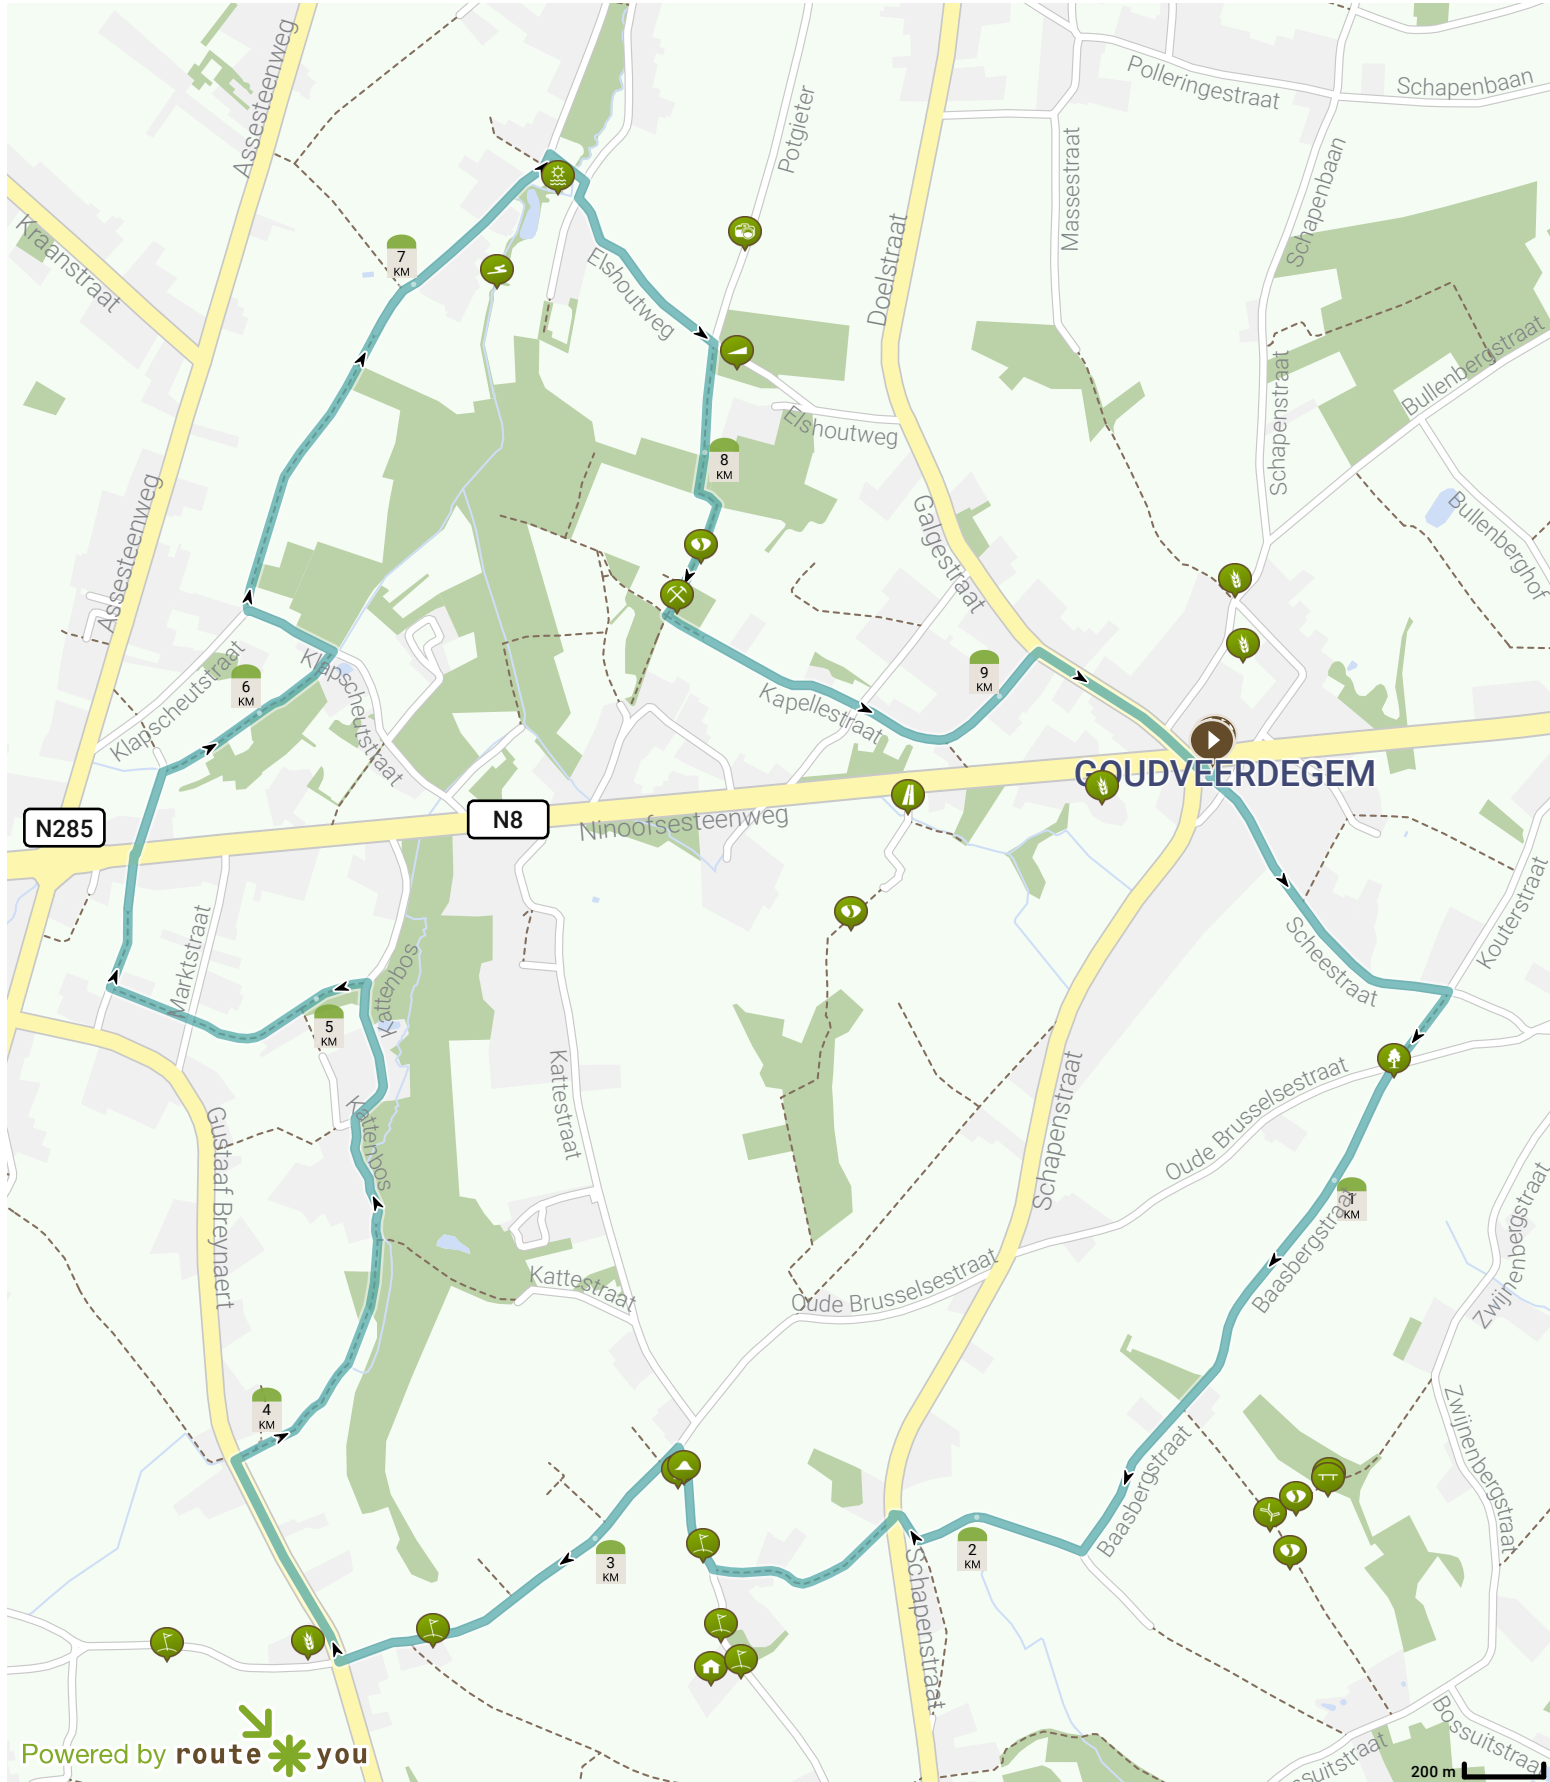 Assesteenweg
Potgieter
Polleringestraat
Schapenbaan
Massestraat
Schapenbaan
Kraanstraat
Doelstraat
7
KM
Elshoutweg
Bullenbergstraat
Schapenstraat
Elshoutweg
8
KM
Assesteenweg
Galgestraat
Bullenberghof
Klapscheutstraat
Klapscheutstraat
6
KM
9
KM
Kapellestraat
GOUDVEERDEGEM
N285
N8
Ninoofsesteenweg
Marktstraat
Kattenbos
Scheestraat
Kouterstraat
5
KM
Kattestraat
Kattenbos
Gustaaf Breynaert
Schapenstraat
Oude Brusselsestraat
1
KM
Baasbergstraat
Zwijnenbergstraat
Kattestraat
Oude Brusselsestraat
4
KM
Baasbergstraat
Zwijnenbergstraat
3
KM
2
KM
Schapenstraat
Bossuitstraat
ssuitstraat
Powered by route you
200 m